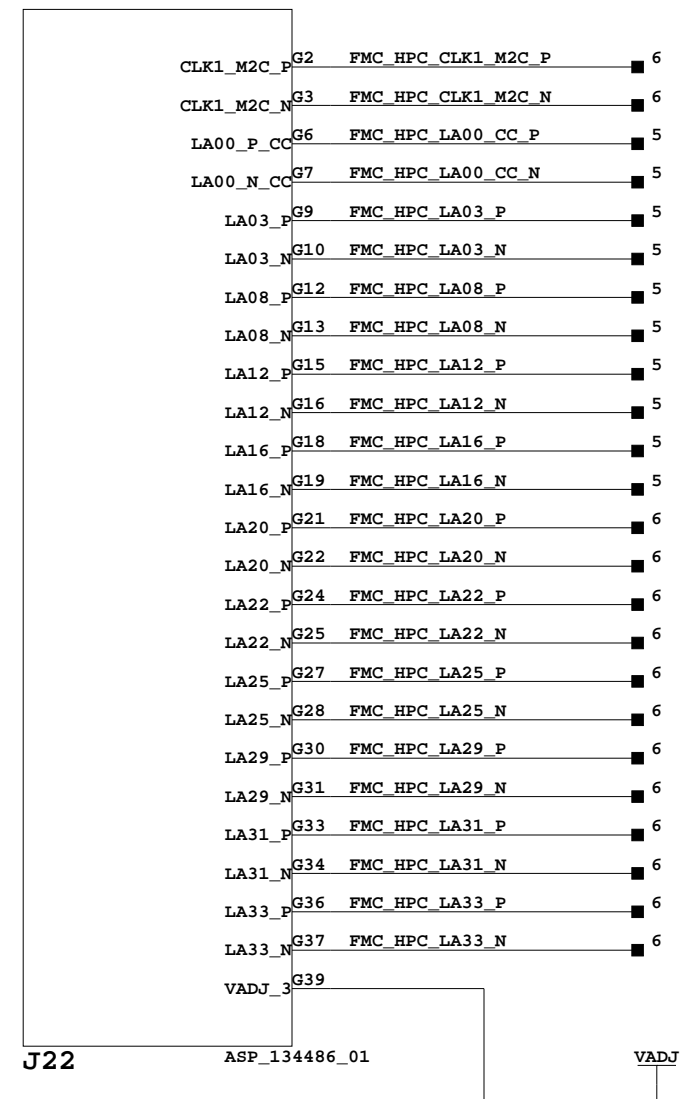 CLK1_M2C_P G2 FMC_HPC_CLK1_M2C_P 6
CLK1_M2C_N G3 FMC_HPC_CLK1_M2C_N 6
LA00_P_CC G6 FMC_HPC_LA00_CC_P 5
LA00_N_CC G7 FMC_HPC_LA00_CC_N 5
LA03_P G9 FMC_HPC_LA03_P 5
LA03_N G10 FMC_HPC_LA03_N 5
LA08_P G12 FMC_HPC_LA08_P 5
LA08_N G13 FMC_HPC_LA08_N 5
LA12_P G15 FMC_HPC_LA12_P 5
LA12_N G16 FMC_HPC_LA12_N 5
LA16_P G18 FMC_HPC_LA16_P 5
LA16_N G19 FMC_HPC_LA16_N 5
LA20_P G21 FMC_HPC_LA20_P 6
LA20_N G22 FMC_HPC_LA20_N 6
LA22_P G24 FMC_HPC_LA22_P 6
LA22_N G25 FMC_HPC_LA22_N 6
LA25_P G27 FMC_HPC_LA25_P 6
LA25_N G28 FMC_HPC_LA25_N 6
LA29_P G30 FMC_HPC_LA29_P 6
LA29_N G31 FMC_HPC_LA29_N 6
LA31_P G33 FMC_HPC_LA31_P 6
LA31_N G34 FMC_HPC_LA31_N 6
LA33_P G36 FMC_HPC_LA33_P 6
LA33_N G37 FMC_HPC_LA33_N 6
VADJ_3 G39
J22 ASP_134486_01 VADJ